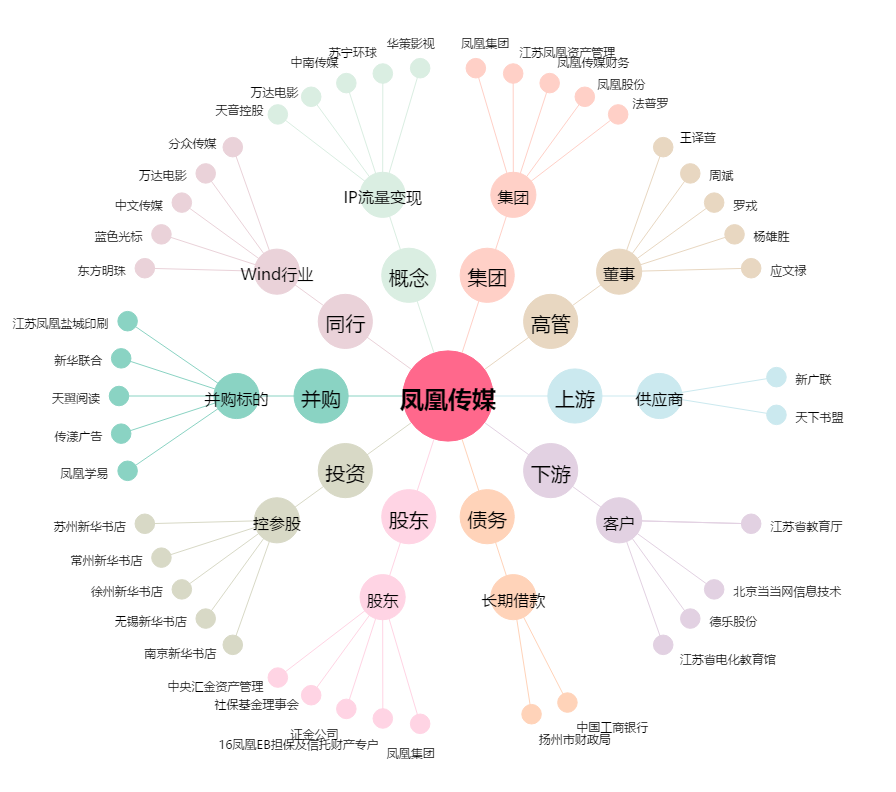 华策影视
凤凰集团
苏宁环球
江苏凤凰资产管理
中南传媒
凤凰传媒财务
万达电影
凤凰股份
天音控股
法普罗
分众传媒
王译萱
万达电影
周斌
IP流量变现
集团
中文传媒
罗戎
蓝色光标
杨雄胜
东方明珠
Wind行业
概念
集团
董事
应文禄
同行
高管
江苏凤凰盐城印刷
新华联合
新广联
天翼阅读
并购标的
并购
凤凰传媒
上游
供应商
天下书盟
传漾广告
凤凰学易
投资
下游
苏州新华书店
控参股
股东
债务
客户
江苏省教育厅
常州新华书店
徐州新华书店
北京当当网信息技术
股东
长期借款
无锡新华书店
德乐股份
南京新华书店
江苏省电化教育馆
中央汇金资产管理
社保基金理事会
证金公司
中国工商银行
16凤凰EB担保及信托财产专户
扬州市财政局
凤凰集团